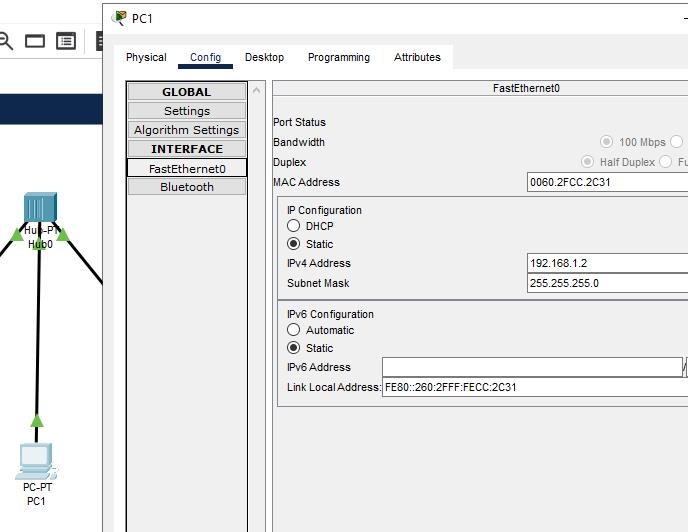 PC1
Physical Config Desktop Programming Attributes
GLOBAL
Settings
Algorithm Settings
INTERFACE
FastEthernet0
Bluetooth
FastEthernet0
Port Status
Bandwidth 100 Mbps
Duplex Half Duplex Fu
MAC Address 0060.2FCC.2C31
IP Configuration
DHCP
Static
IPv4 Address 192.168.1.2
Subnet Mask 255.255.255.0
IPv6 Configuration
Automatic
Static
IPv6 Address /
Link Local Address: FE80::260:2FFF:FECC:2C31
Hub-PT
Hub0
PC-PT
PC1